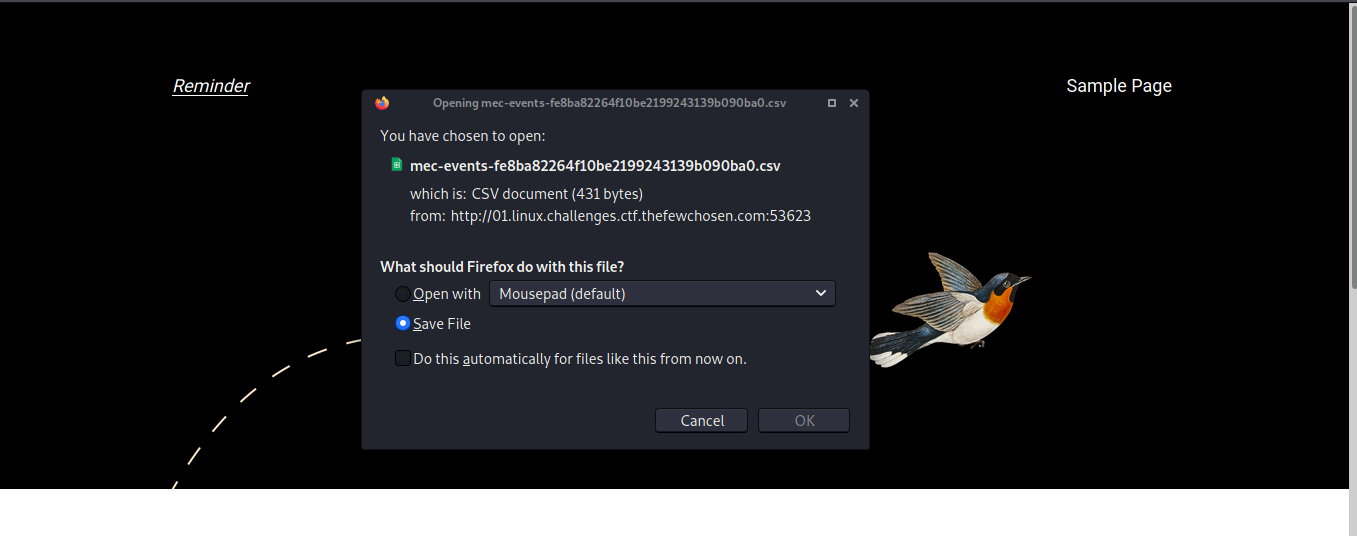 Reminder
Sample Page
Opening mec-events-fe8ba82264f10be2199243139b090ba0.csv
You have chosen to open:
mec-events-fe8ba82264f10be2199243139b090ba0.csv
which is: CSV document (431 bytes)
from: http://01.linux.challenges.ctf.thefewchosen.com:53623
What should Firefox do with this file?
Open with Mousepad (default)
Save File
Do this automatically for files like this from now on.
Cancel OK